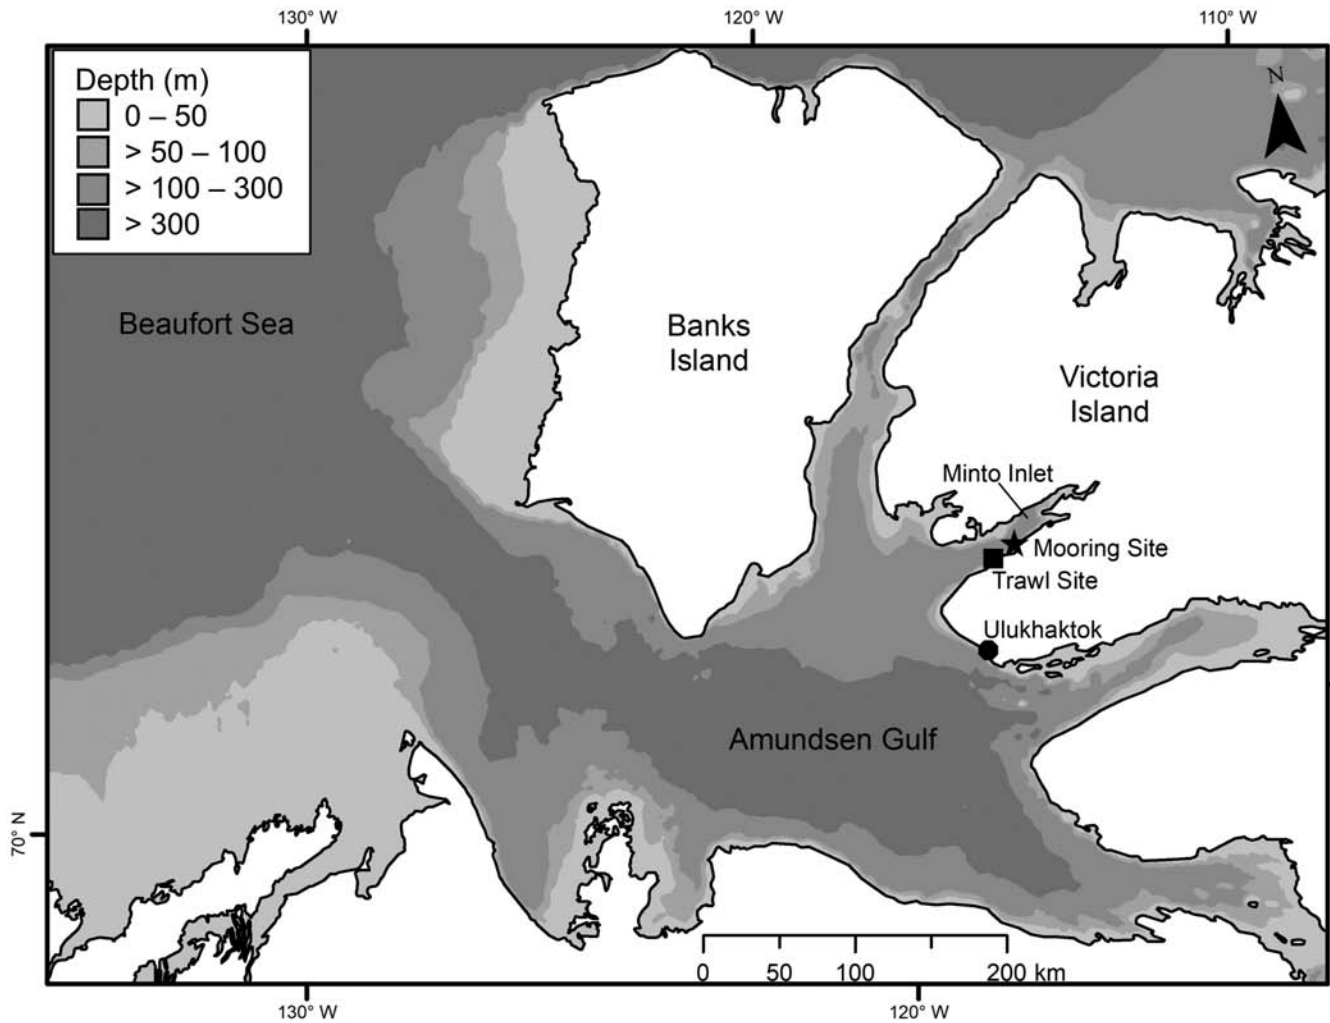 130° W
120° W
110° W
Depth (m)
0 – 50
> 50 – 100
> 100 – 300
> 300
N
Beaufort Sea
Banks
Island
Victoria
Island
Minto Inlet
Mooring Site
Trawl Site
Ulukhaktok
Amundsen Gulf
70° N
0
50
100
200 km
130° W
120° W